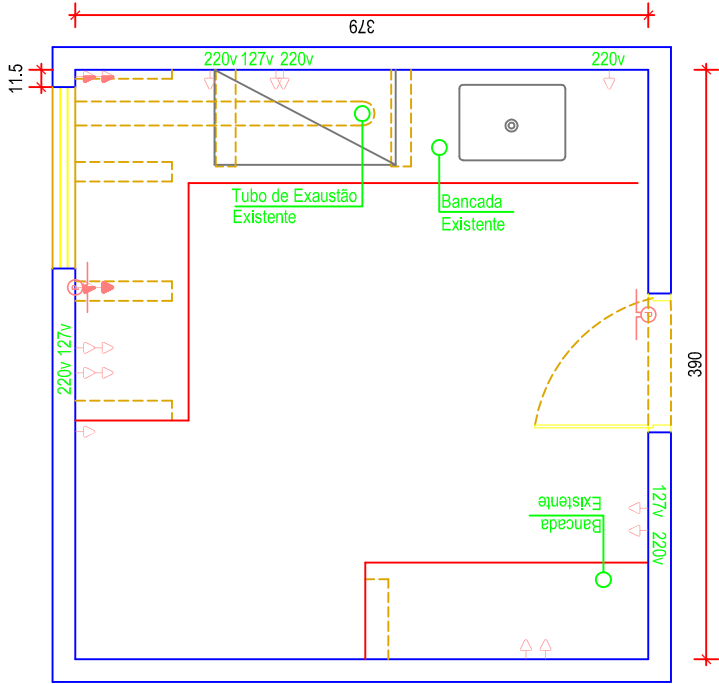 379
11.5
220v 127v 220v
220v
Tubo de Exaustão
Existente
Bancada
Existente
220v 127v
390
Bancada
Existente
127v 220v